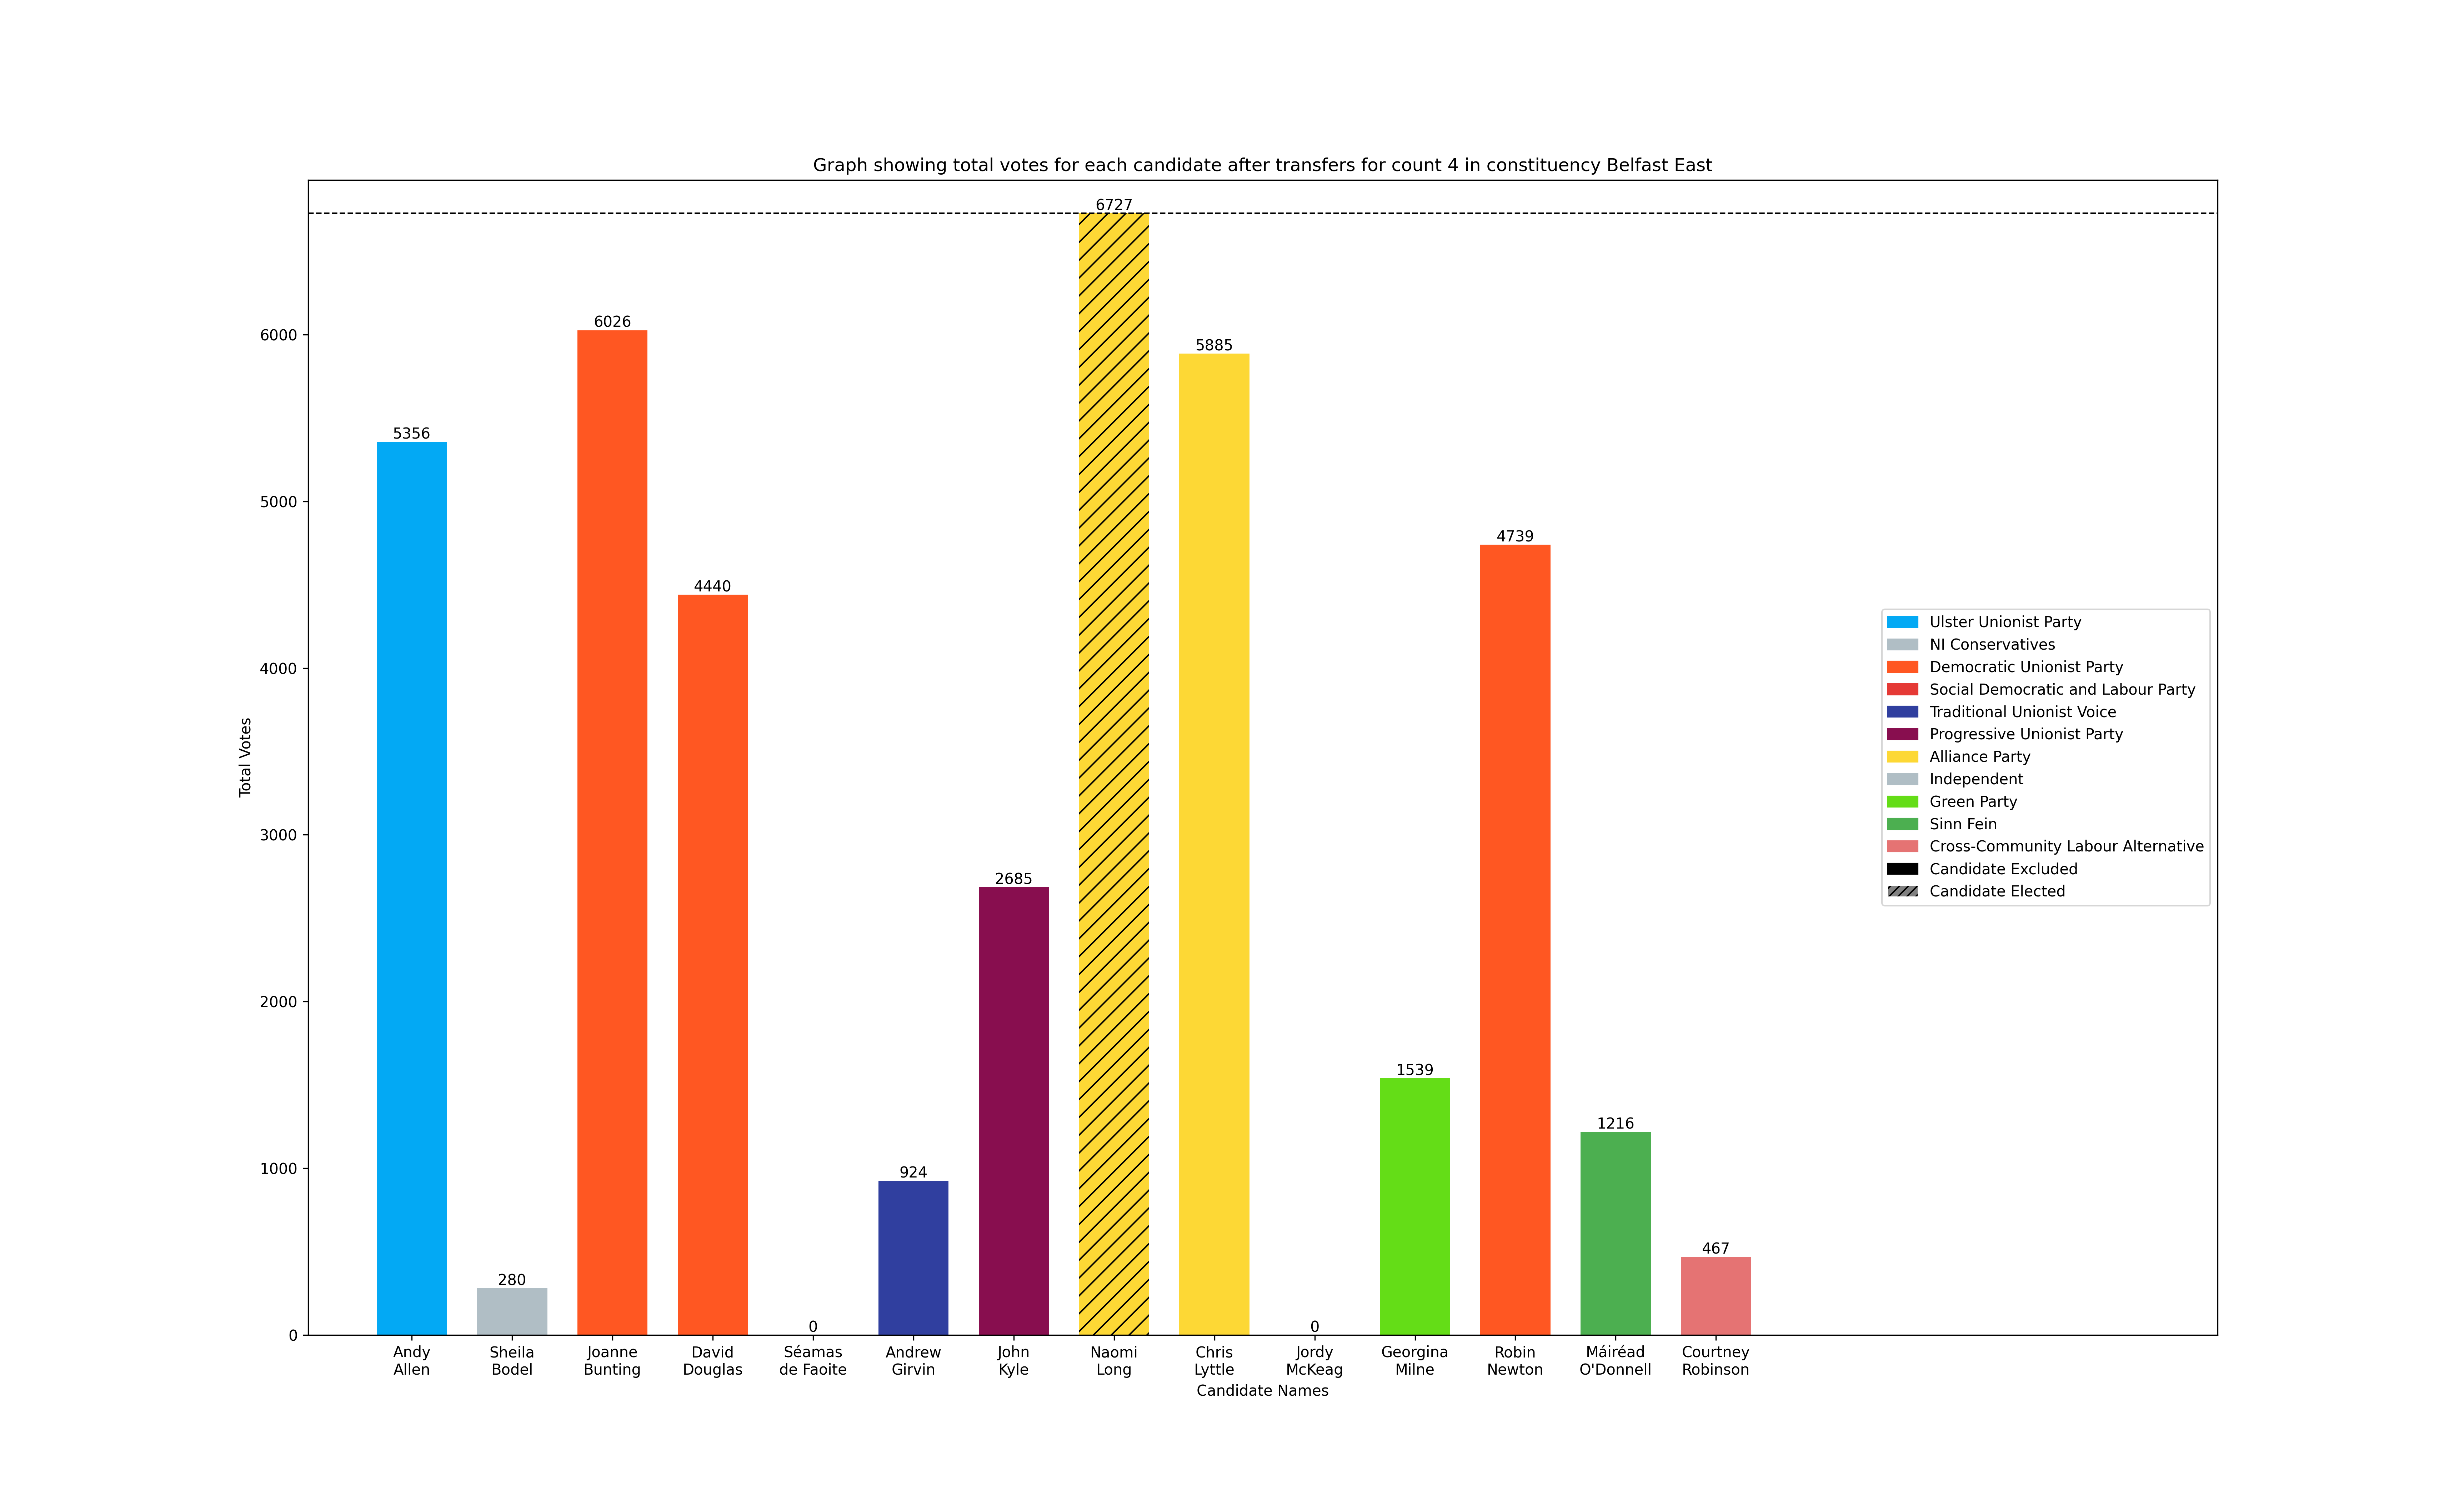 Graph showing total votes for each candidate after transfers for count 4 in constituency Belfast East
Total Votes
6000
5000
4000
3000
2000
1000
0
5356
280
6026
4440
0
924
2685
6727
5885
0
1539
4739
1216
467
Andy
Allen
Sheila
Bodel
Joanne
Bunting
David
Douglas
Séamas
de Faoite
Andrew
Girvin
John
Kyle
Naomi
Long
Chris
Lyttle
Jordy
McKeag
Georgina
Milne
Robin
Newton
Máiréad
O'Donnell
Courtney
Robinson
Candidate Names
Ulster Unionist Party
NI Conservatives
Democratic Unionist Party
Social Democratic and Labour Party
Traditional Unionist Voice
Progressive Unionist Party
Alliance Party
Independent
Green Party
Sinn Fein
Cross-Community Labour Alternative
Candidate Excluded
Candidate Elected